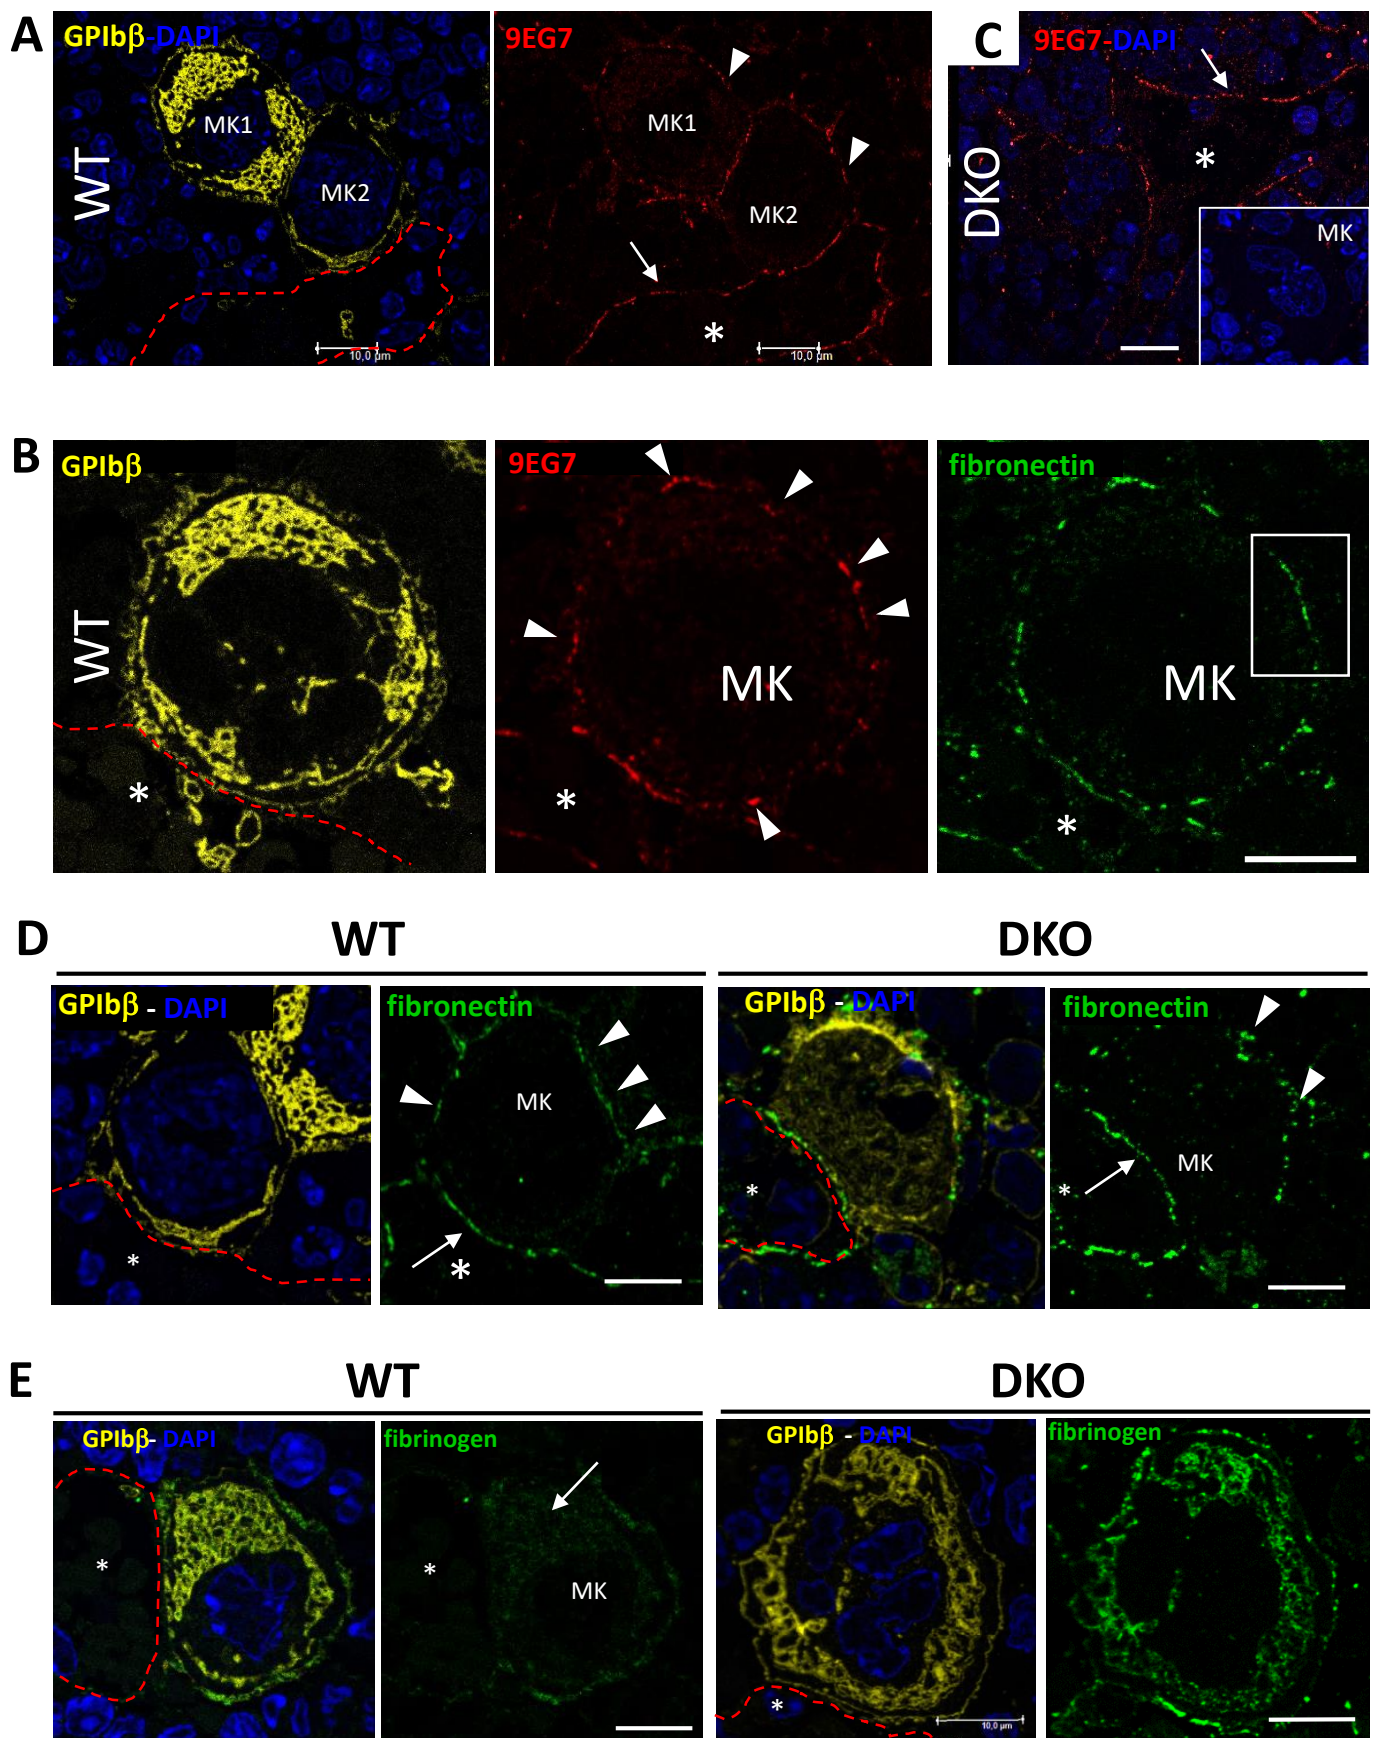 A
GPIbβ-DAPI
WT
MK1
MK2
10,0 µm
9EG7
MK1
MK2
*
10,0 µm
C
9EG7-DAPI
DKO
*
MK
B
GPIbβ
WT
*
9EG7
MK
*
fibronectin
MK
*
D
WT
DKO
GPIbβ - DAPI
*
fibronectin
MK
*
GPIbβ - DAPI
*
fibronectin
MK
*
E
WT
DKO
GPIbβ- DAPI
*
fibrinogen
*
MK
GPIbβ - DAPI
*
10,0 µm
fibrinogen